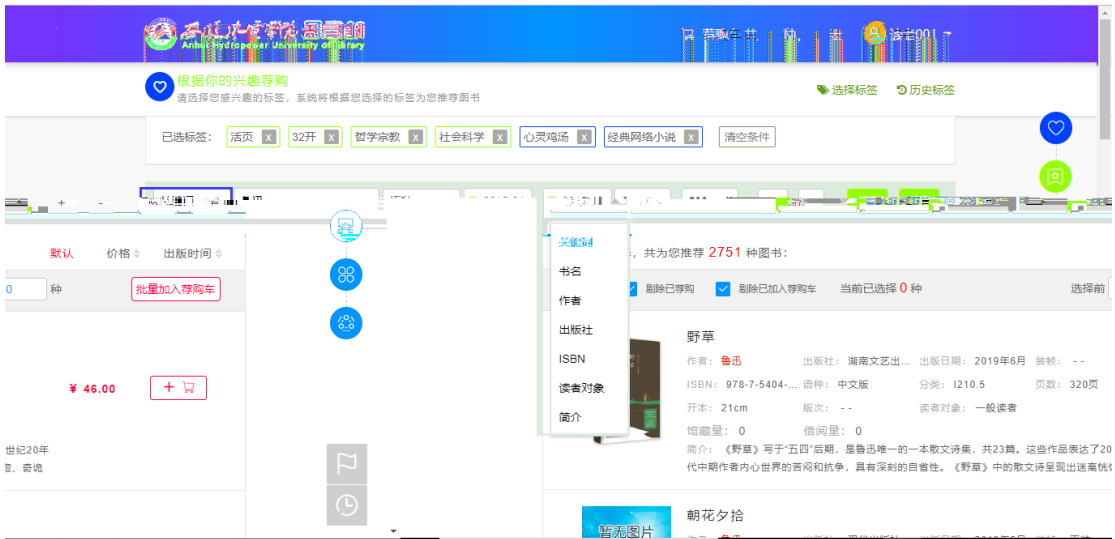 Anhui Hydropower University of library
根据你的兴趣荐购
请选择您感兴趣的标签，系统将根据您选择的标签为您推荐图书
选择标签 历史标签
已选标签： 活页 x 32开 x 哲学宗教 x 社会科学 x 心灵鸡汤 x 经典网络小说 x 清空条件
默认 价格 出版时间
0 种 批量加入荐购车
¥ 46.00
世纪20年
忽、奇诡
关键词
书名
作者
出版社
ISBN
读者对象
简介
，共为您推荐 2751 种图书：
剔除已荐购 剔除已加入荐购车 当前已选择 0 种 选择前
野草
作者：鲁迅 出版社：湖南文艺出... 出版日期：2019年6月 装帧：--
ISBN：978-7-5404-... 语种：中文版 分类：I210.5 页数：320页
开本：21cm 版次：-- 读者对象：一般读者
馆藏量：0 借阅量：0
简介：《野草》写于“五四”后期，是鲁迅唯一的一本散文诗集，共23篇。这些作品表达了20
代中期作者内心世界的苦闷和抗争，具有深刻的自省性。《野草》中的散文诗呈现出迷离恍
朝花夕拾
暂无图片